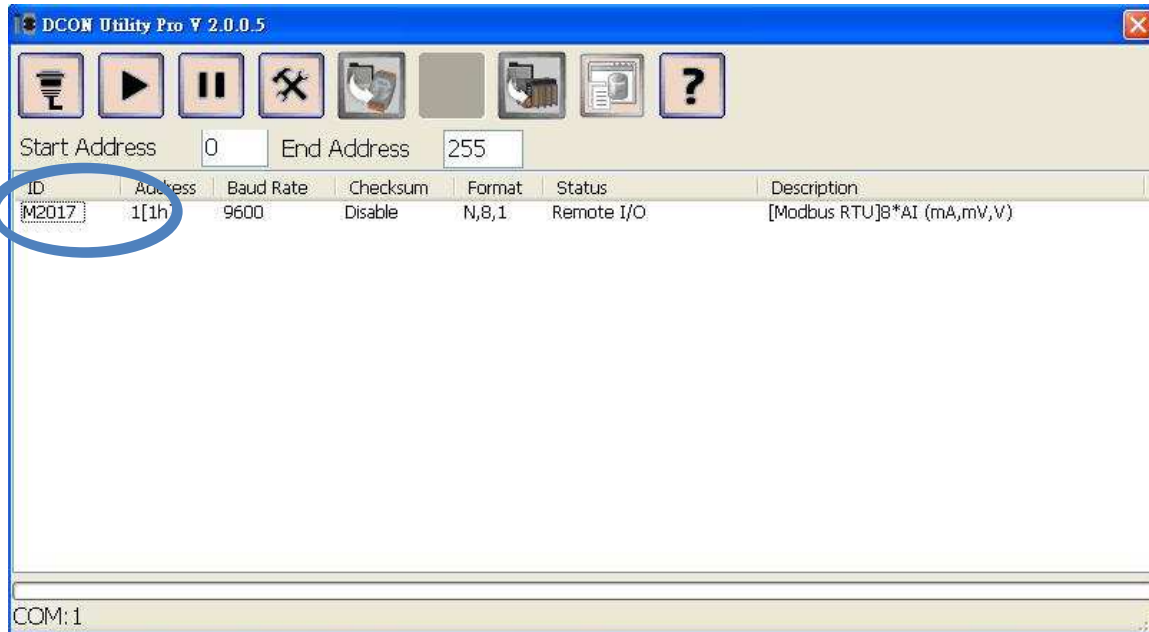 DCON Utility Pro V 2.0.0.5
?
Start Address 0 End Address 255
ID Address Baud Rate Checksum Format Status Description
M2017 1[1h] 9600 Disable N,8,1 Remote I/O [Modbus RTU]8*AI (mA,mV,V)
COM:1